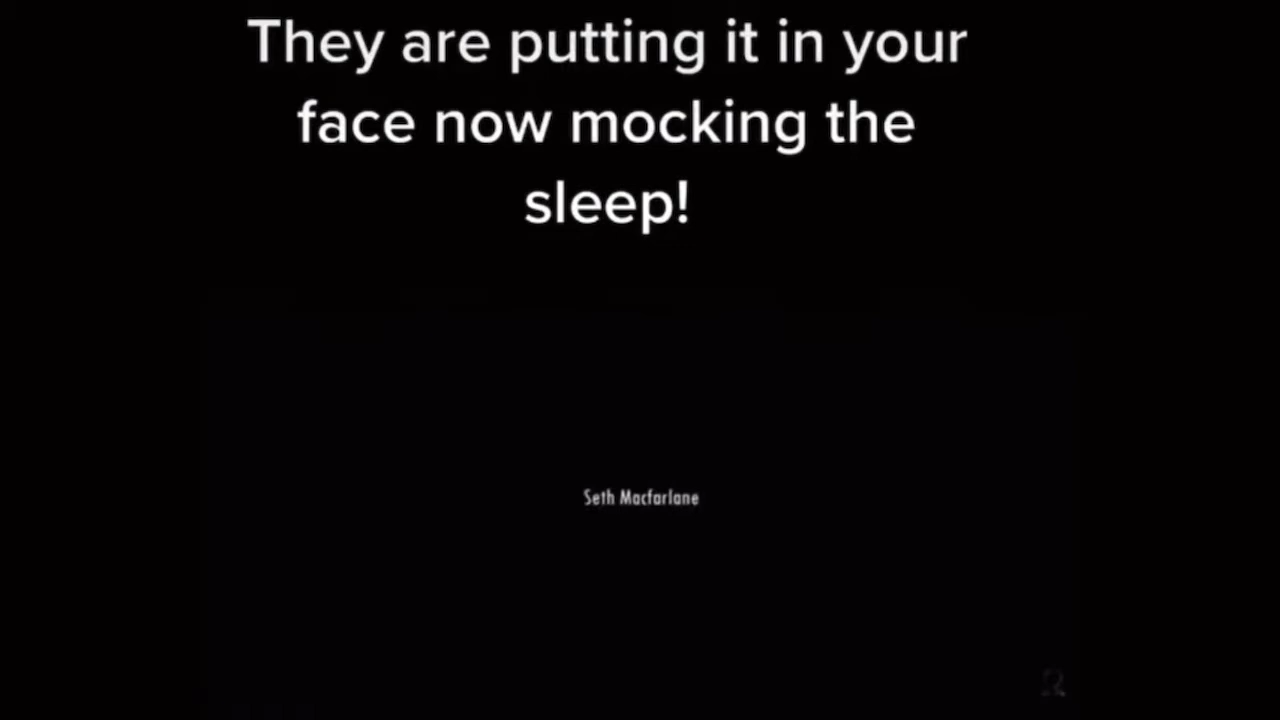 They are putting it in your
face now mocking the
sleep!
Seth Macfarlane